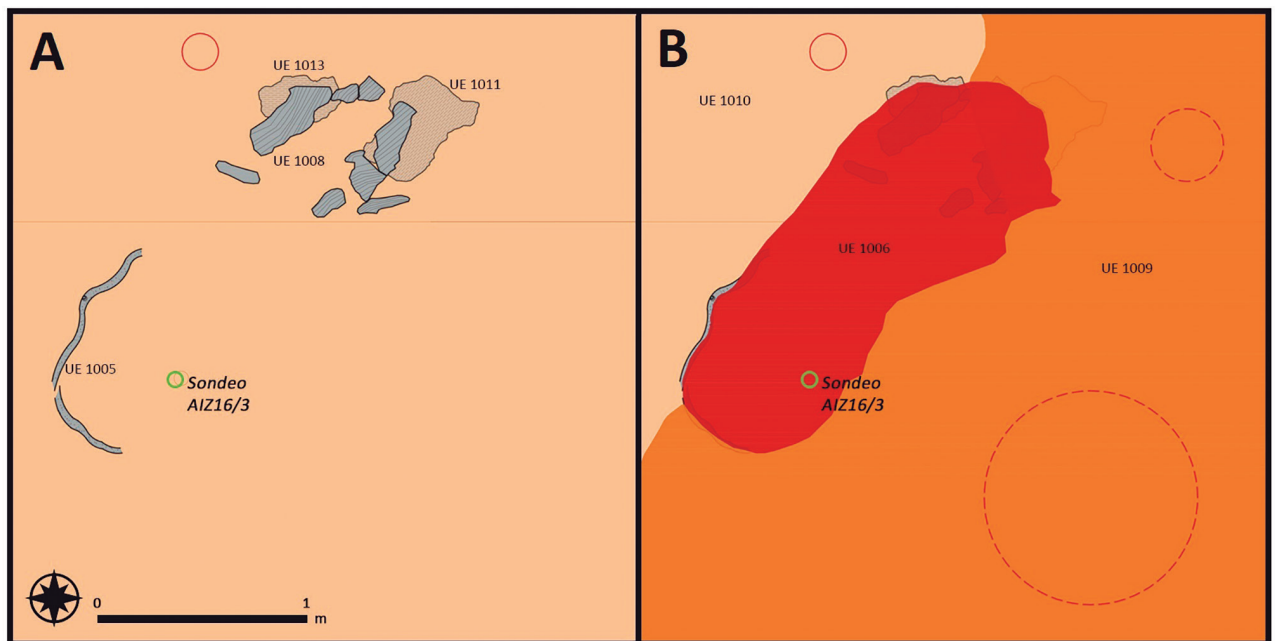 A
UE 1013
UE 1011
UE 1008
UE 1005
Sondeo
AIZ16/3
0
1
m
B
UE 1010
UE 1006
UE 1009
Sondeo
AIZ16/3